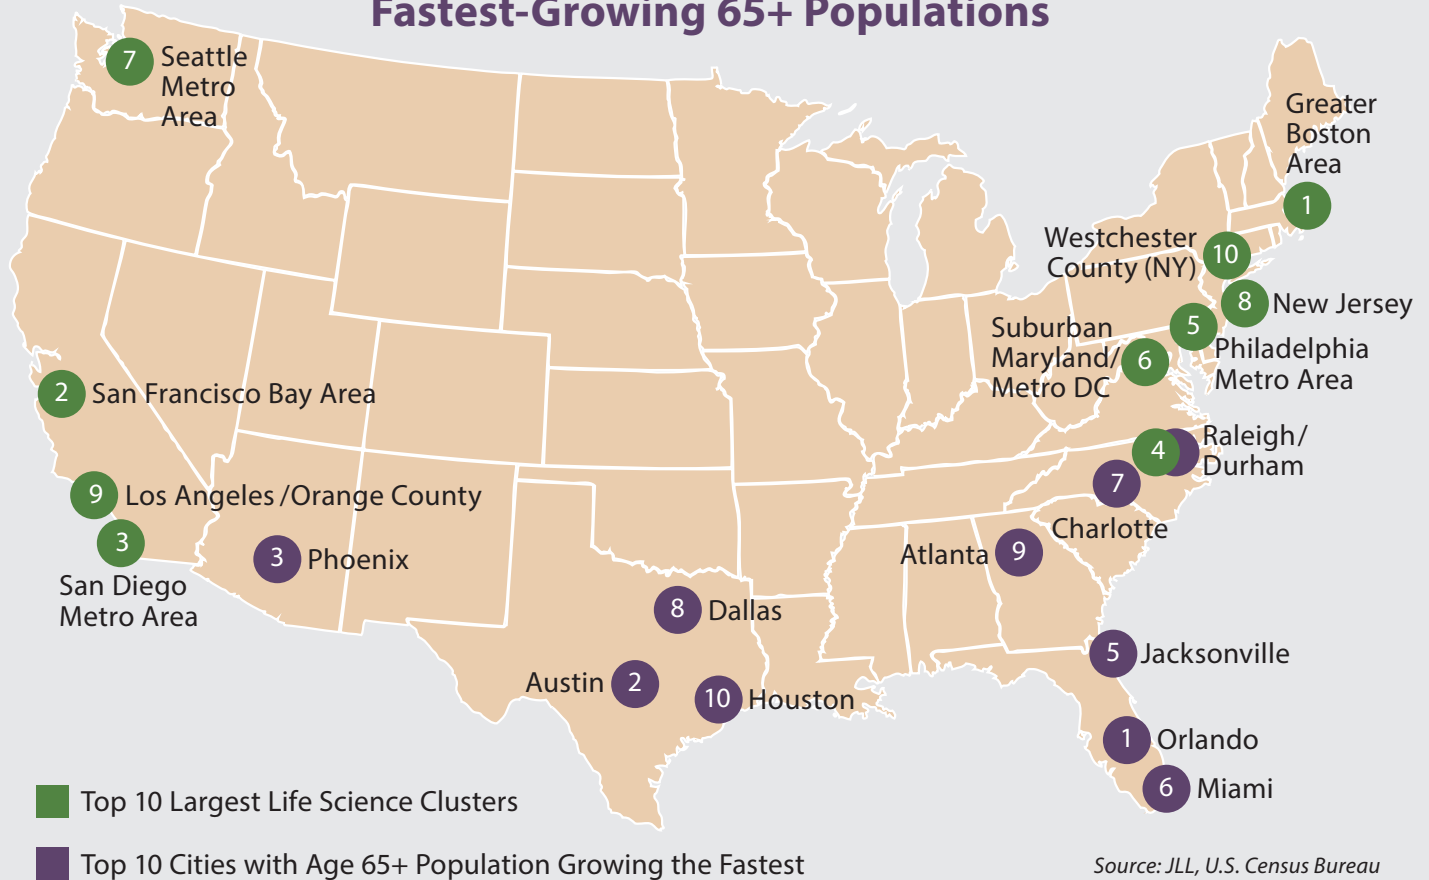 Fastest-Growing 65+ Populations
7
Seattle
Metro
Area
Greater
Boston
Area
1
Westchester
County (NY)
10
8
New Jersey
5
Philadelphia
Metro Area
Suburban
Maryland/
Metro DC
6
2
San Francisco Bay Area
4
Raleigh/
Durham
7
Charlotte
9
Los Angeles /Orange County
3
San Diego
Metro Area
3
Phoenix
Atlanta
9
8
Dallas
Austin
2
10
Houston
5
Jacksonville
1
Orlando
6
Miami
Top 10 Largest Life Science Clusters
Top 10 Cities with Age 65+ Population Growing the Fastest
Source: JLL, U.S. Census Bureau